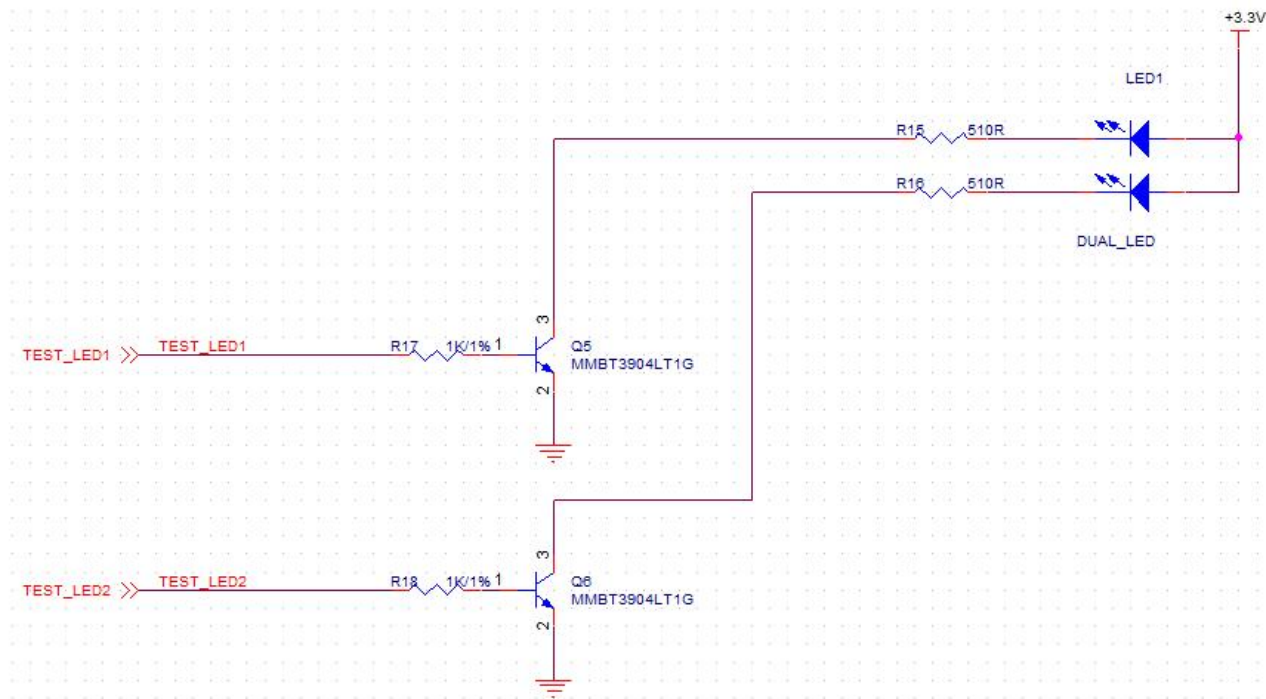 +3.3V
LED1
R15 510R
R16 510R
DUAL_LED
3
TEST_LED1 TEST_LED1 R17 1K/1% 1 Q5
MMBT3904LT1G
2
3
TEST_LED2 TEST_LED2 R18 1K/1% 1 Q6
MMBT3904LT1G
2